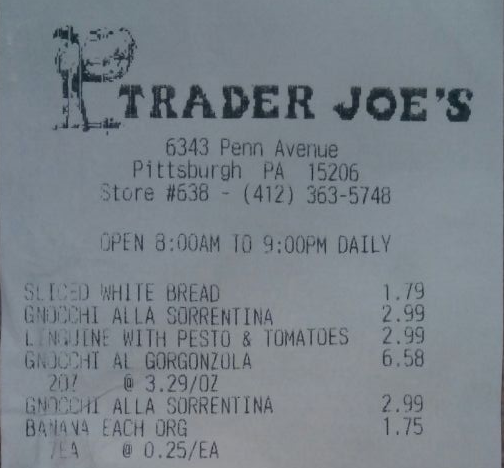 TRADER JOE'S
6343 Penn Avenue
Pittsburgh PA 15206
Store #638 - (412) 363-5748
OPEN 8:00AM TO 9:00PM DAILY
SLICED WHITE BREAD 1.79
GNOCCHI ALLA SORRENTINA 2.99
LINGUINE WITH PESTO & TOMATOES 2.99
GNOCCHI AL GORGONZOLA 6.58
2OZ @ 3.29/OZ
GNOCCHI ALLA SORRENTINA 2.99
BANANA EACH ORG 1.75
7EA @ 0.25/EA